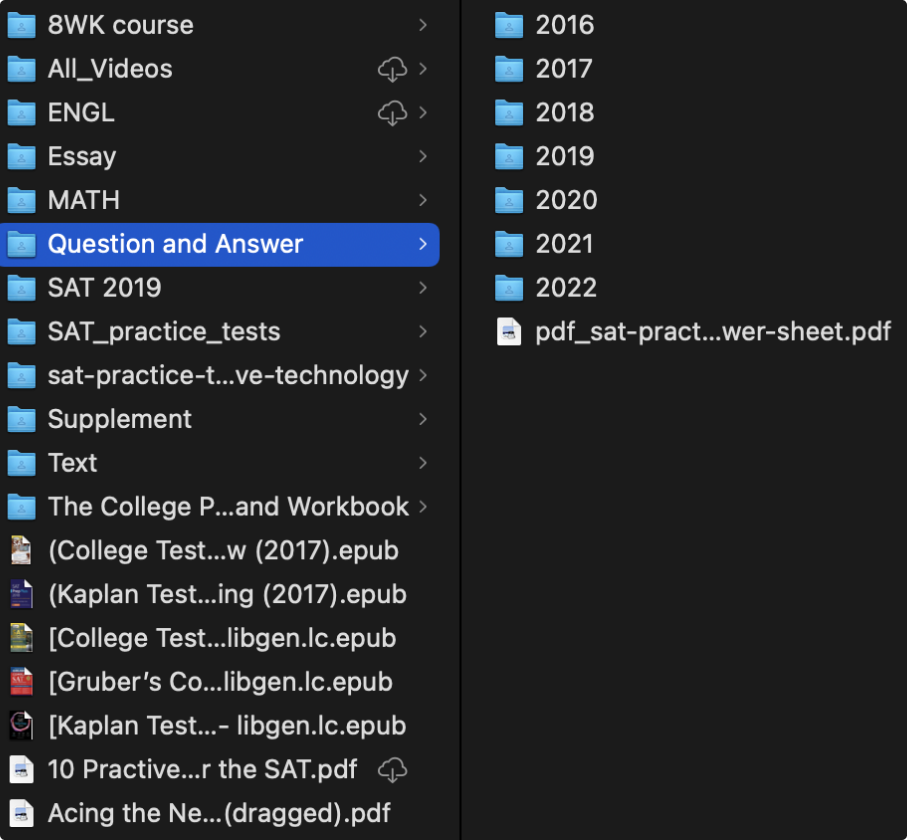 8WK course
All_Videos
ENGL
Essay
MATH
Question and Answer
SAT 2019
SAT_practice_tests
sat-practice-t...ve-technology
Supplement
Text
The College P...and Workbook
(College Test...w (2017).epub
(Kaplan Test...ing (2017).epub
[College Test...libgen.lc.epub
[Gruber’s Co...libgen.lc.epub
[Kaplan Test...- libgen.lc.epub
10 Practive...r the SAT.pdf
Acing the Ne...(dragged).pdf
2016
2017
2018
2019
2020
2021
2022
pdf_sat-pract...wer-sheet.pdf